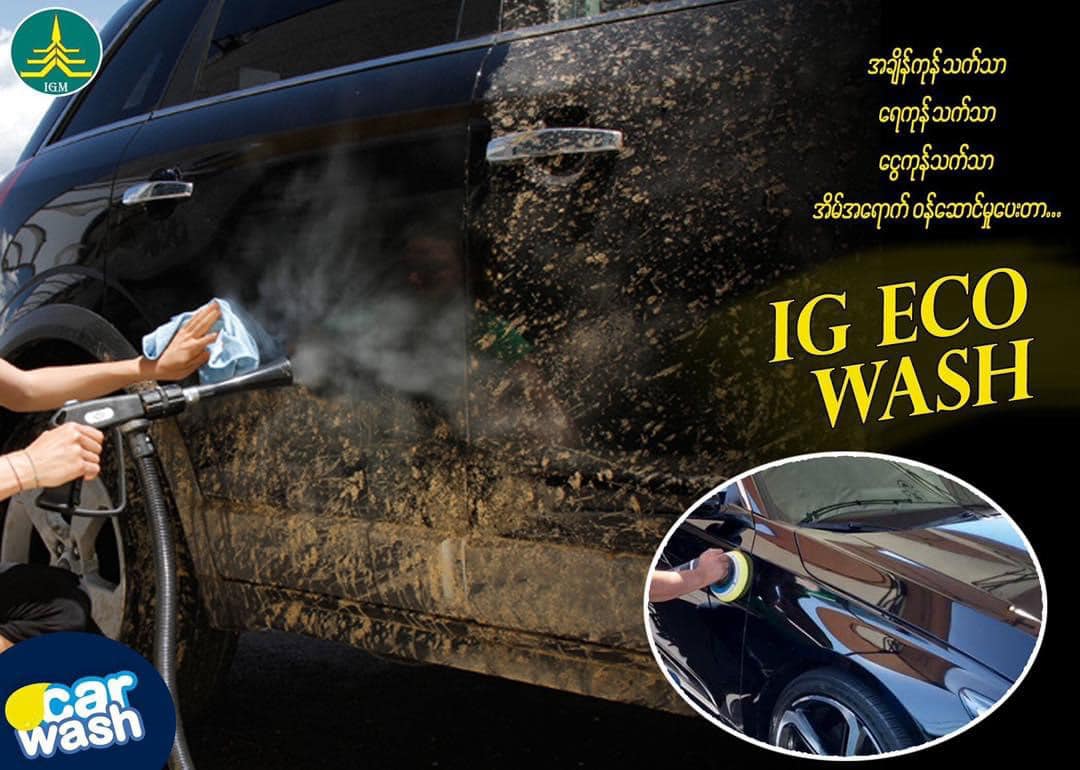 IGM
အချိန်ကုန်သက်သာ
ရေကုန်သက်သာ
ငွေကုန်သက်သာ
အိမ်အရောက် ဝန်ဆောင်မှုပေးတာ...
IG ECO
WASH
car
wash